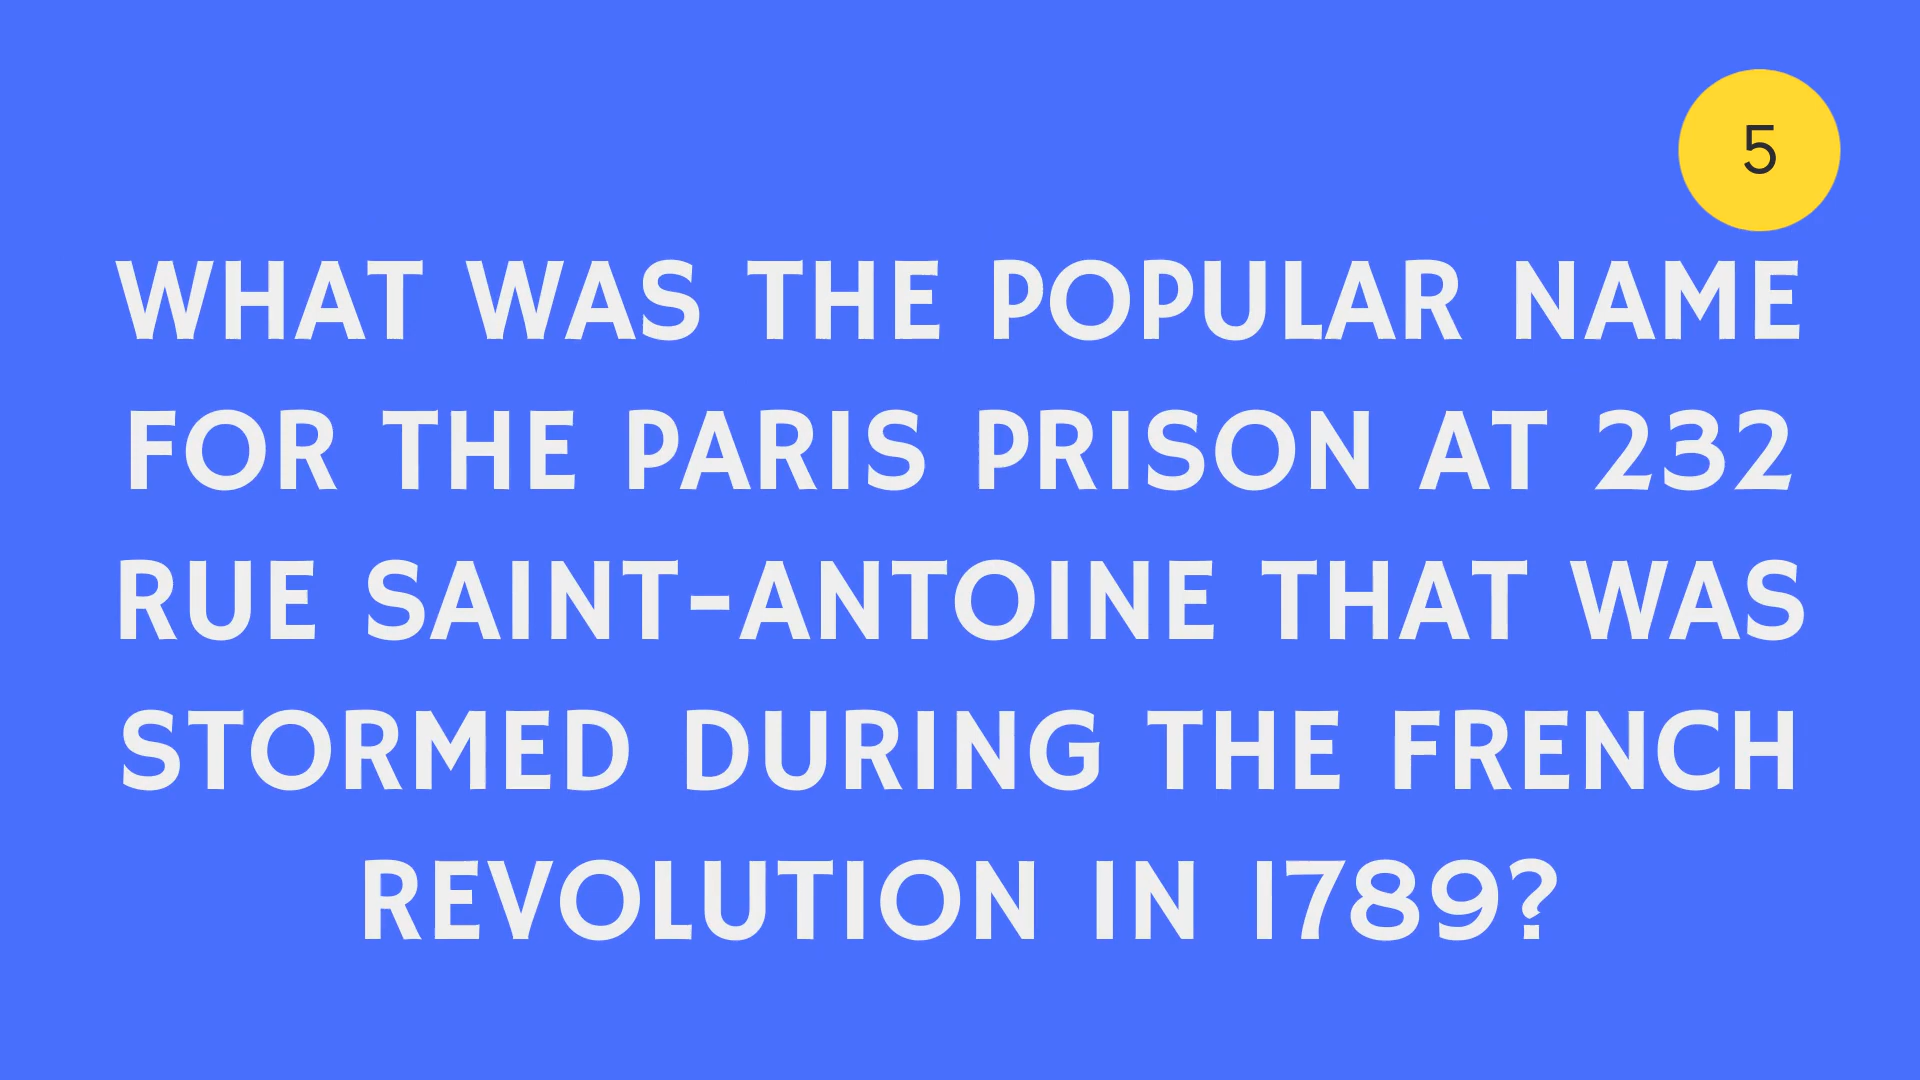 5
WHAT WAS THE POPULAR NAME
FOR THE PARIS PRISON AT 232
RUE SAINT-ANTOINE THAT WAS
STORMED DURING THE FRENCH
REVOLUTION IN 1789?